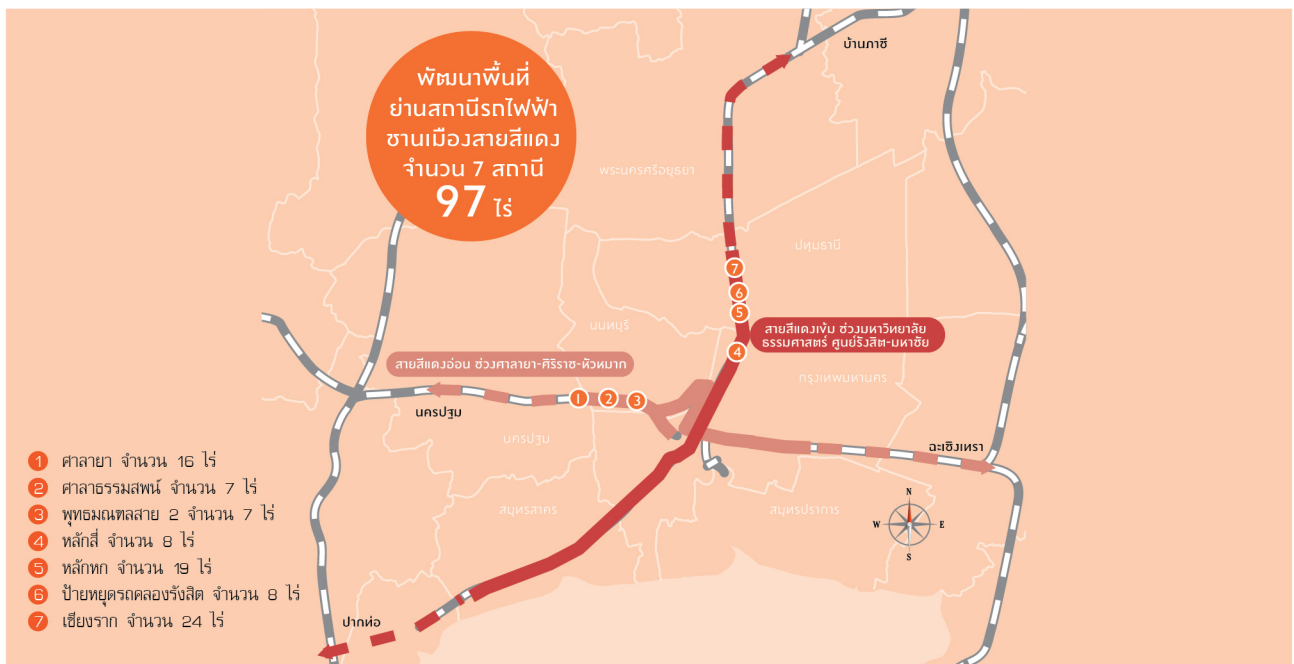 พัฒนาพื้นที่
ย่านสถานีรถไฟฟ้า
ชานเมืองสายสีแดง
จำนวน 7 สถานี
97 ไร่
บ้านภาชี
พระนครศรีอยุธยา
ปทุมธานี
7
6
5
นนทบุรี
สายสีแดงเข้ม ช่วงมหาวิทยาลัย
ธรรมศาสตร์ ศูนย์รังสิต-มหาชัย
4
สายสีแดงอ่อน ช่วงศาลายา-ศิริราช-หัวหมาก
กรุงเทพมหานคร
1 2 3
นครปฐม
นครปฐม
ฉะเชิงเทรา
สมุทรสาคร
สมุทรปราการ
N
W E
S
1 ศาลายา จำนวน 16 ไร่
2 ศาลาธรรมสพน์ จำนวน 7 ไร่
3 พุทธมณฑลสาย 2 จำนวน 7 ไร่
4 หลักสี่ จำนวน 8 ไร่
5 หลักหก จำนวน 19 ไร่
6 ป้ายหยุดรถคลองรังสิต จำนวน 8 ไร่
7 เชียงราก จำนวน 24 ไร่
ปากท่อ